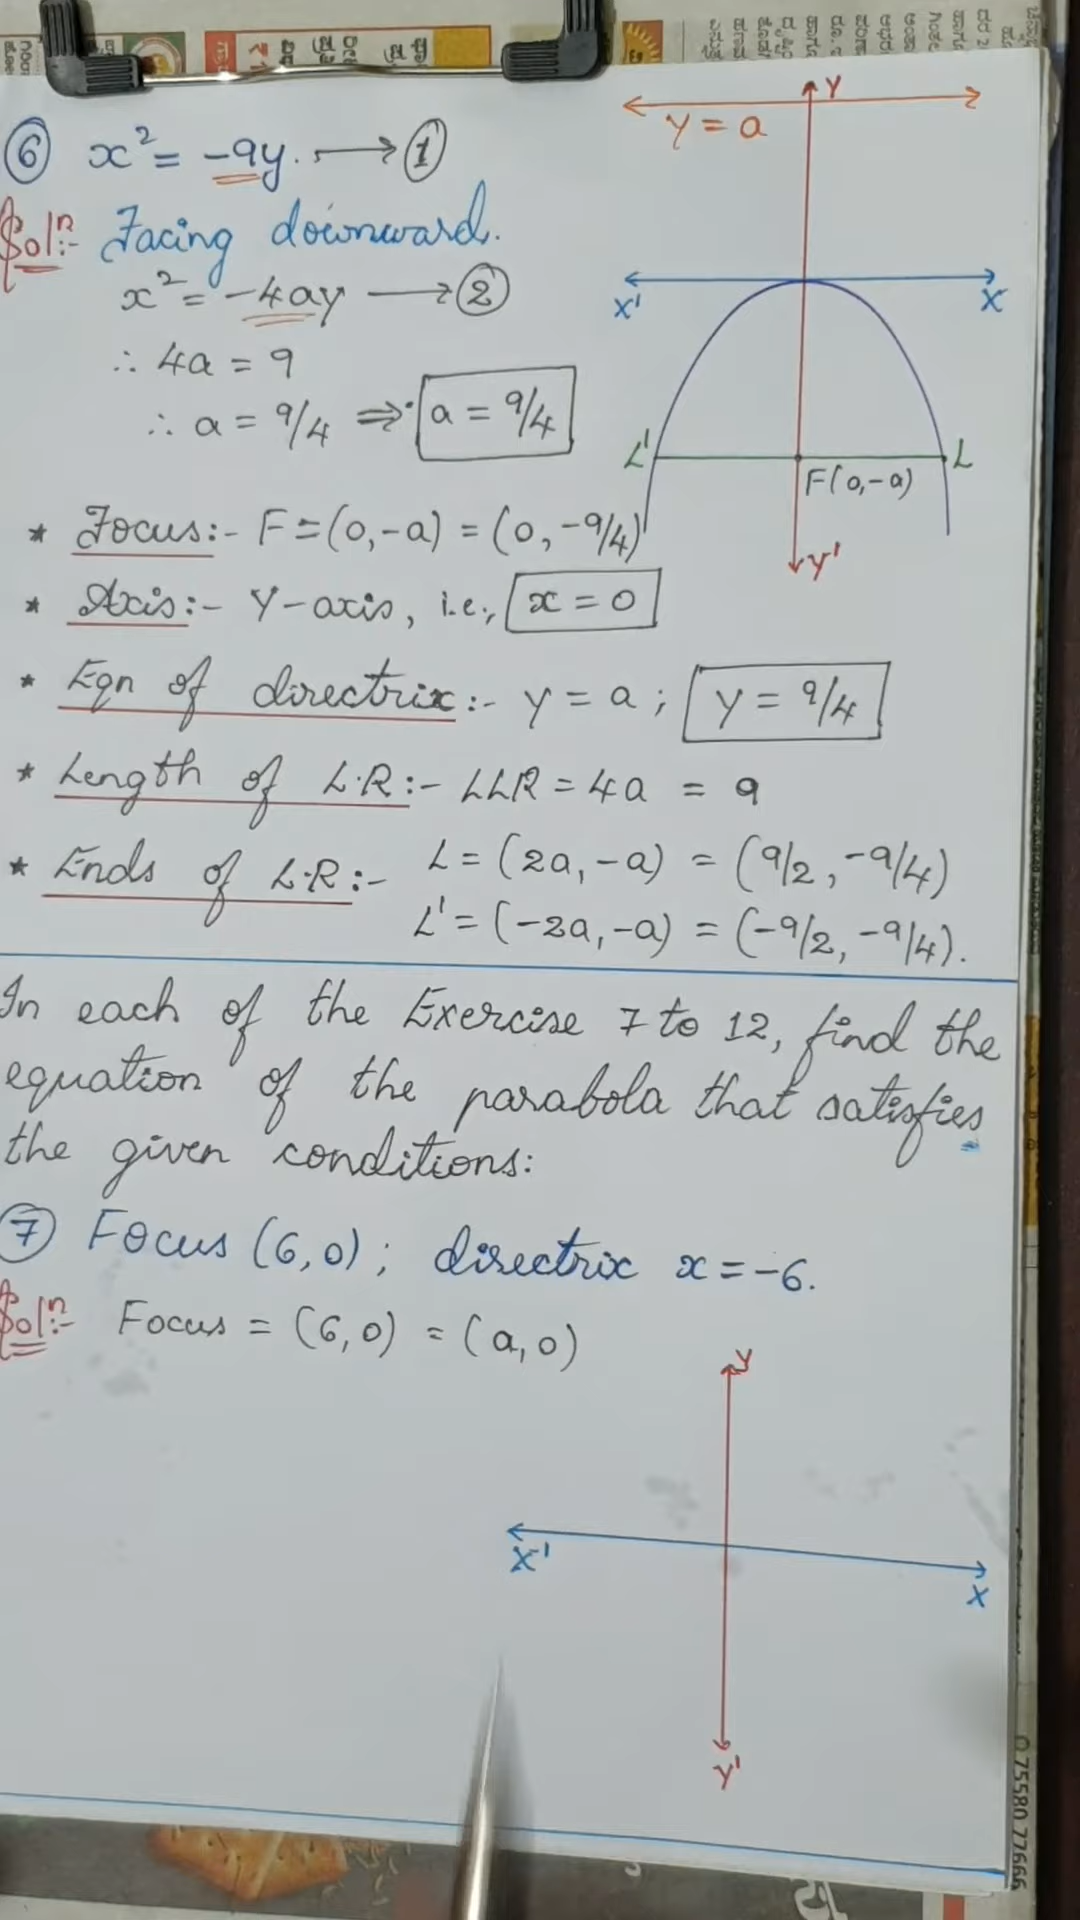 ⑥ x² = -9y. → ①
Solⁿ:- Facing downward.
x² = -4ay → ②
∴ 4a = 9
∴ a = 9/4 ⇒ a = 9/4
Y
y = a
X' X
L' L
F(0,-a)
Y'
* Focus:- F = (0, -a) = (0, -9/4)
* Axis:- Y-axis, i.e., x = 0
* Eqn of directrix:- y = a ; y = 9/4
* Length of L.R:- LLR = 4a = 9
* Ends of L.R:- L = (2a, -a) = (9/2, -9/4)
L' = (-2a, -a) = (-9/2, -9/4).
In each of the Exercise 7 to 12, find the
equation of the parabola that satisfies
the given conditions:
⑦ Focus (6,0); directrix x = -6.
Solⁿ:- Focus = (6,0) = (a,0)
Y
X' X
Y'
75580 77666